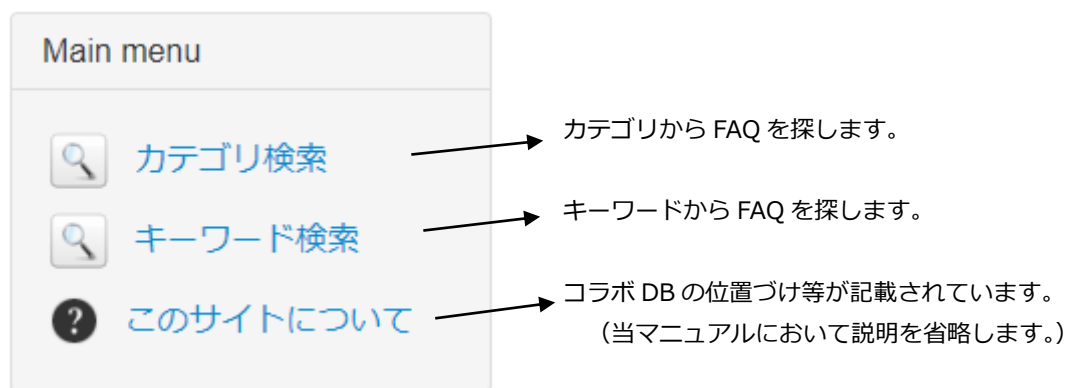 Main menu
カテゴリ検索
カテゴリから FAQ を探します。
キーワード検索
キーワードから FAQ を探します。
このサイトについて
コラボ DB の位置づけ等が記載されています。
（当マニュアルにおいて説明を省略します。）